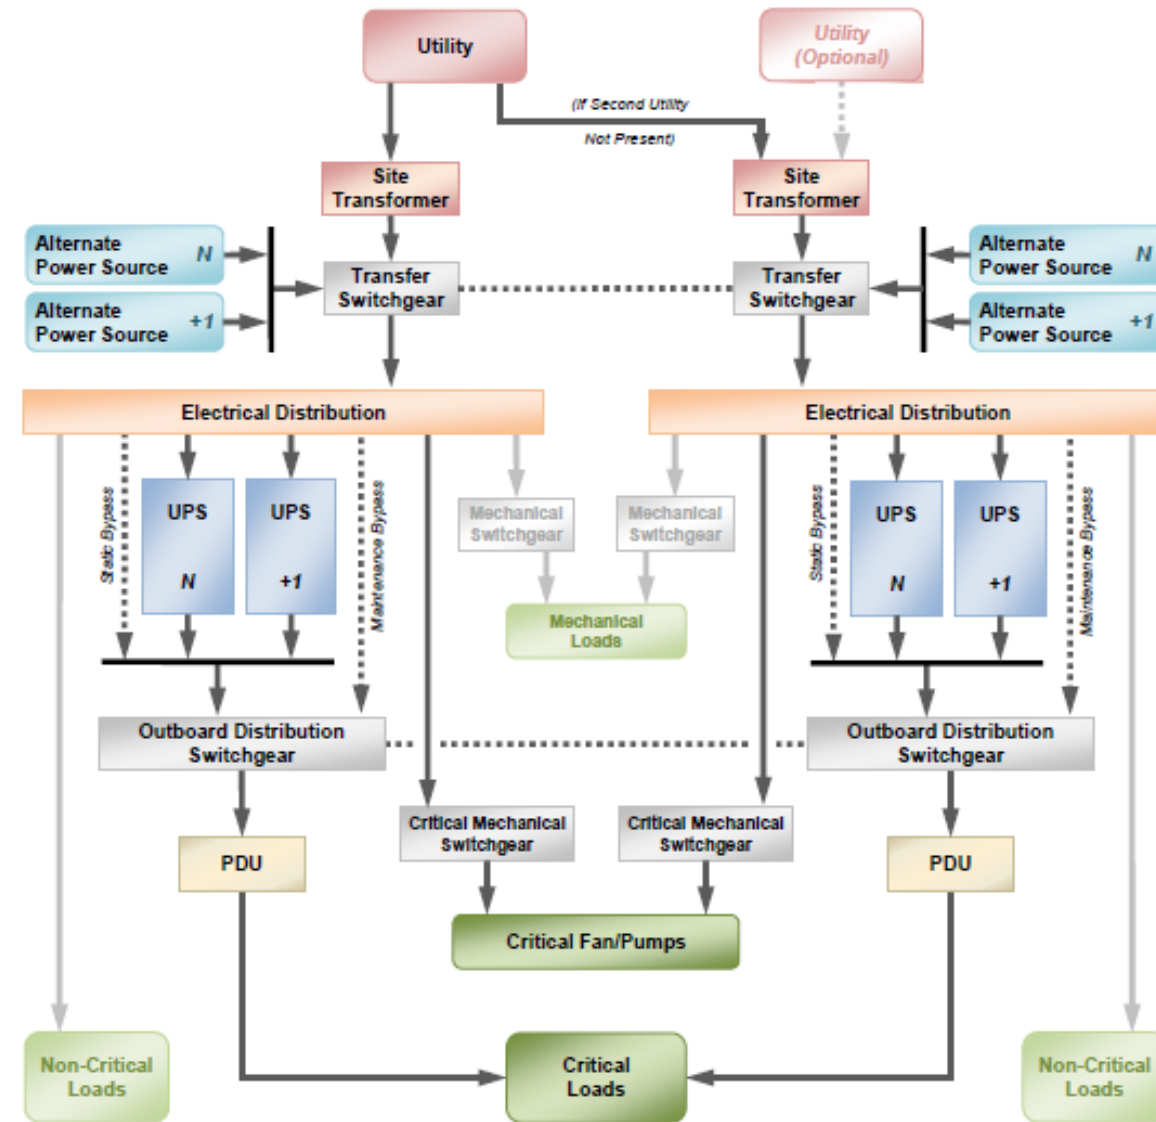 Utility
Utility
(Optional)
(If Second Utility
Not Present)
Site
Transformer
Site
Transformer
Alternate
Power Source
N
Alternate
Power Source
+1
Transfer
Switchgear
Transfer
Switchgear
Alternate
Power Source
N
Alternate
Power Source
+1
Electrical Distribution
Electrical Distribution
Static Bypass
UPS
N
UPS
+1
Maintenance Bypass
Mechanical
Switchgear
Mechanical
Switchgear
Mechanical
Loads
Static Bypass
UPS
N
UPS
+1
Maintenance Bypass
Outboard Distribution
Switchgear
Outboard Distribution
Switchgear
Critical Mechanical
Switchgear
Critical Mechanical
Switchgear
PDU
PDU
Critical Fan/Pumps
Non-Critical
Loads
Critical
Loads
Non-Critical
Loads